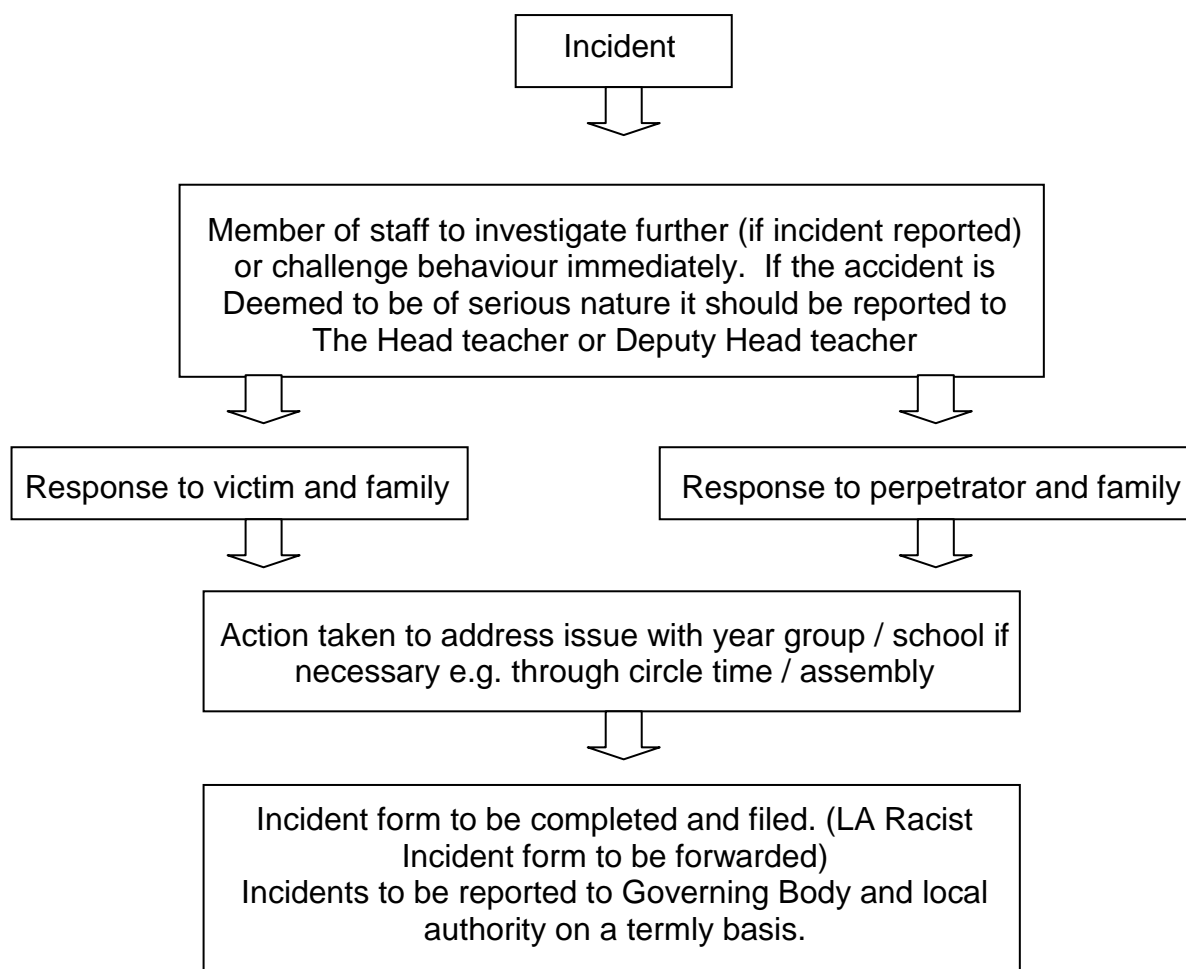 Incident
Member of staff to investigate further (if incident reported)
or challenge behaviour immediately.  If the accident is
Deemed to be of serious nature it should be reported to
The Head teacher or Deputy Head teacher
Response to victim and family
Response to perpetrator and family
Action taken to address issue with year group / school if
necessary e.g. through circle time / assembly
Incident form to be completed and filed. (LA Racist
Incident form to be forwarded)
Incidents to be reported to Governing Body and local
authority on a termly basis.